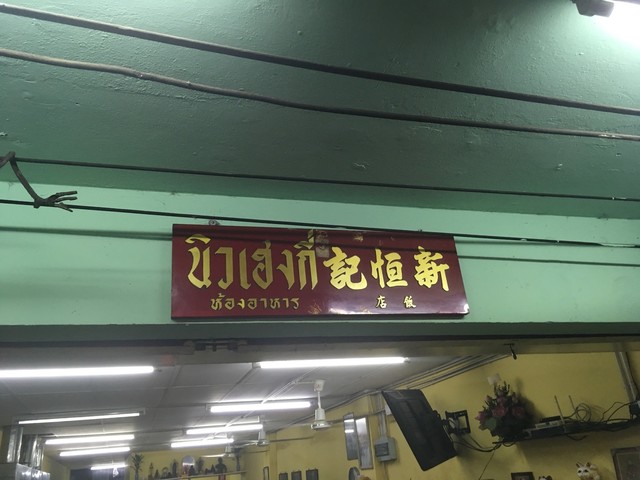 นิวเฮงกี่ 記恒新
ห้องอาหาร 店飯